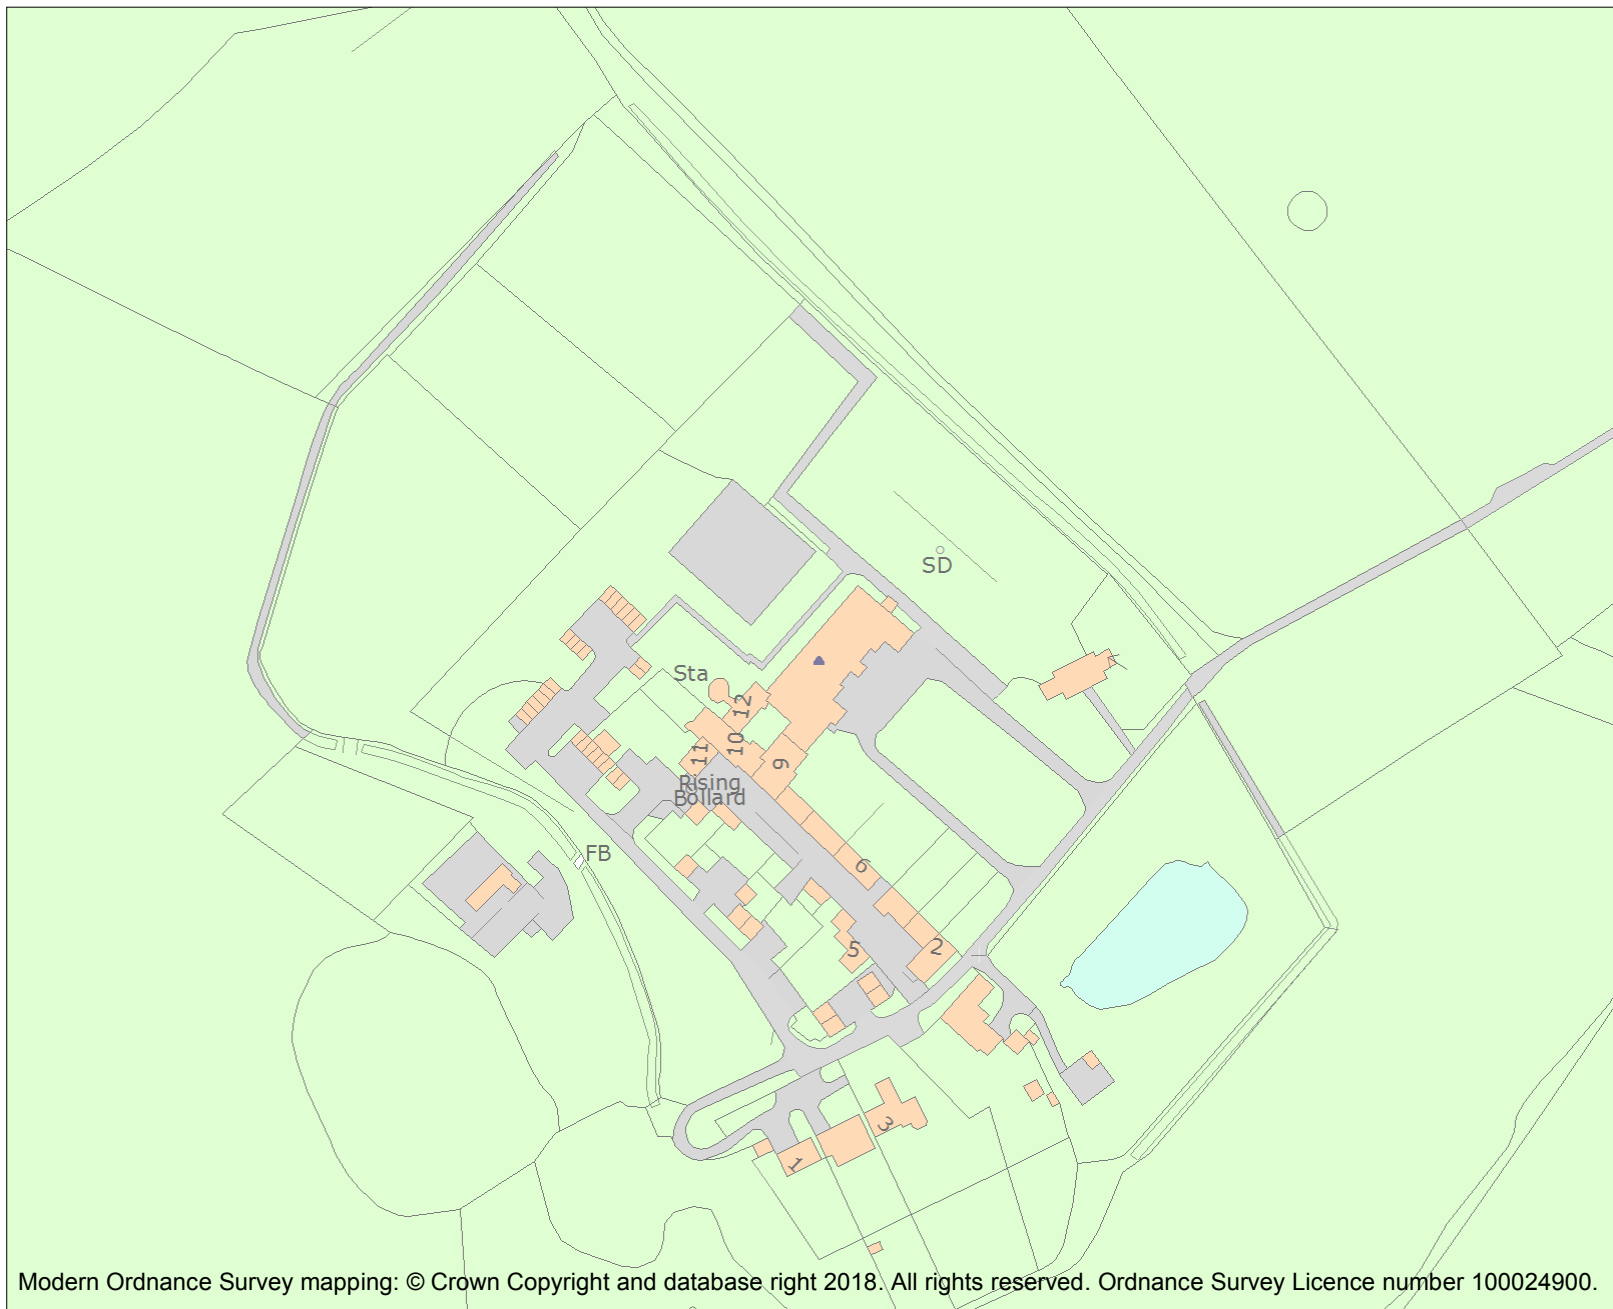 SD
Sta
12
10
11
9
Rising
Bollard
FB
6
5
2
3
1
Modern Ordnance Survey mapping: © Crown Copyright and database right 2018. All rights reserved. Ordnance Survey Licence number 100024900.